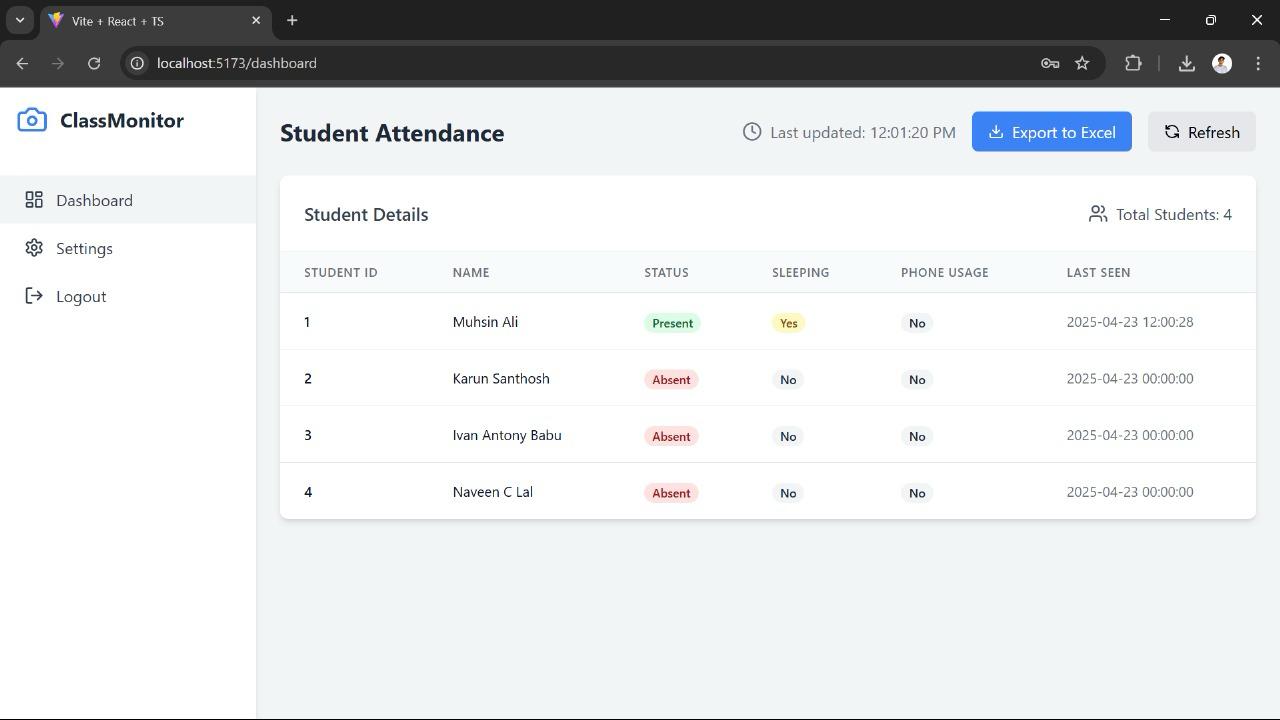 Vite + React + TS
localhost:5173/dashboard
ClassMonitor
Dashboard
Settings
Logout
Student Attendance
Last updated: 12:01:20 PM
Export to Excel
Refresh
Student Details
Total Students: 4
STUDENT ID NAME STATUS SLEEPING PHONE USAGE LAST SEEN
1 Muhsin Ali Present Yes No 2025-04-23 12:00:28
2 Karun Santhosh Absent No No 2025-04-23 00:00:00
3 Ivan Antony Babu Absent No No 2025-04-23 00:00:00
4 Naveen C Lal Absent No No 2025-04-23 00:00:00